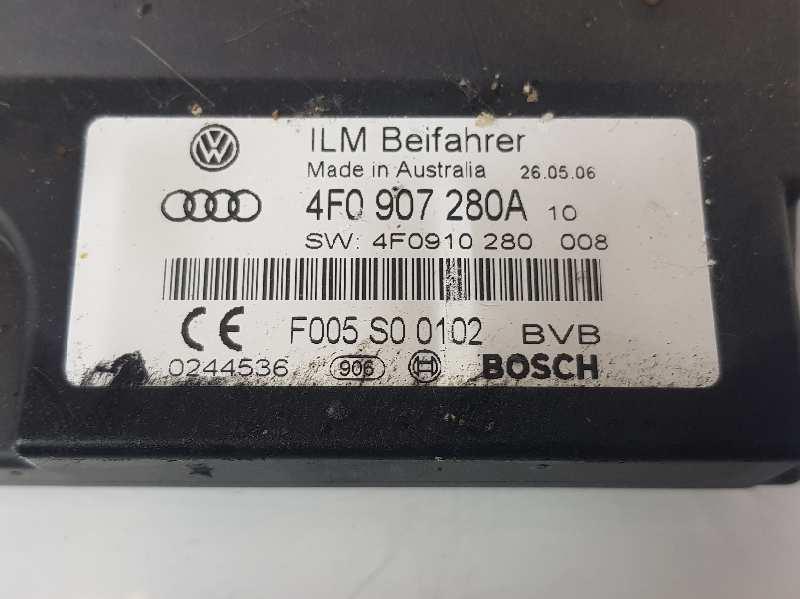 ILM Beifahrer
Made in Australia 26.05.06
4F0 907 280A 10
SW: 4F0910 280 008
CE F005 S0 0102 BVB
0244536 906 BOSCH